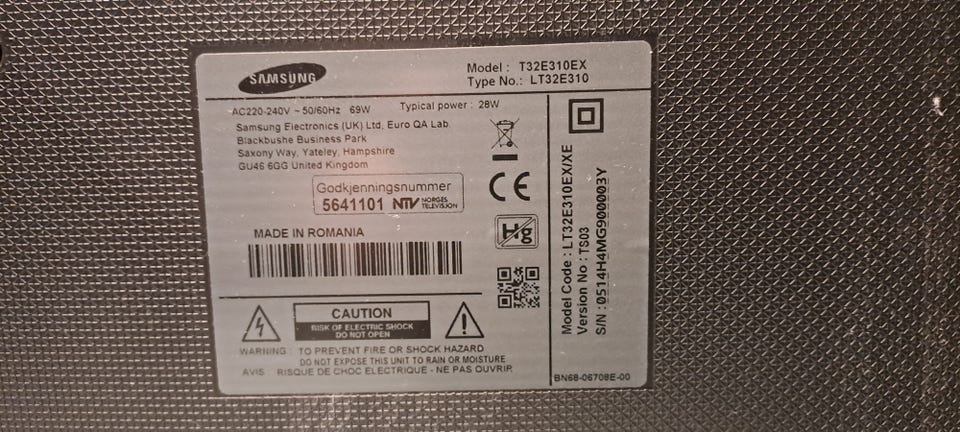 SAMSUNG
Model : T32E310EX
Type No.: LT32E310
AC220-240V ~ 50/60Hz 69W Typical power : 28W
Samsung Electronics (UK) Ltd, Euro QA Lab.
Blackbushe Business Park
Saxony Way, Yateley, Hampshire
GU46 6GG United Kingdom
Godkjenningsnummer
5641101 NTV NORGES TELEVISJON
CE
Hg
MADE IN ROMANIA
CAUTION
RISK OF ELECTRIC SHOCK
DO NOT OPEN
WARNING : TO PREVENT FIRE OR SHOCK HAZARD
DO NOT EXPOSE THIS UNIT TO RAIN OR MOISTURE
AVIS : RISQUE DE CHOC ELECTRIQUE - NE PAS OUVRIR.
Model Code : LT32E310EX/XE
Version No : TS03
S/N : 0514H4MG900003Y
BN68-06708E-00